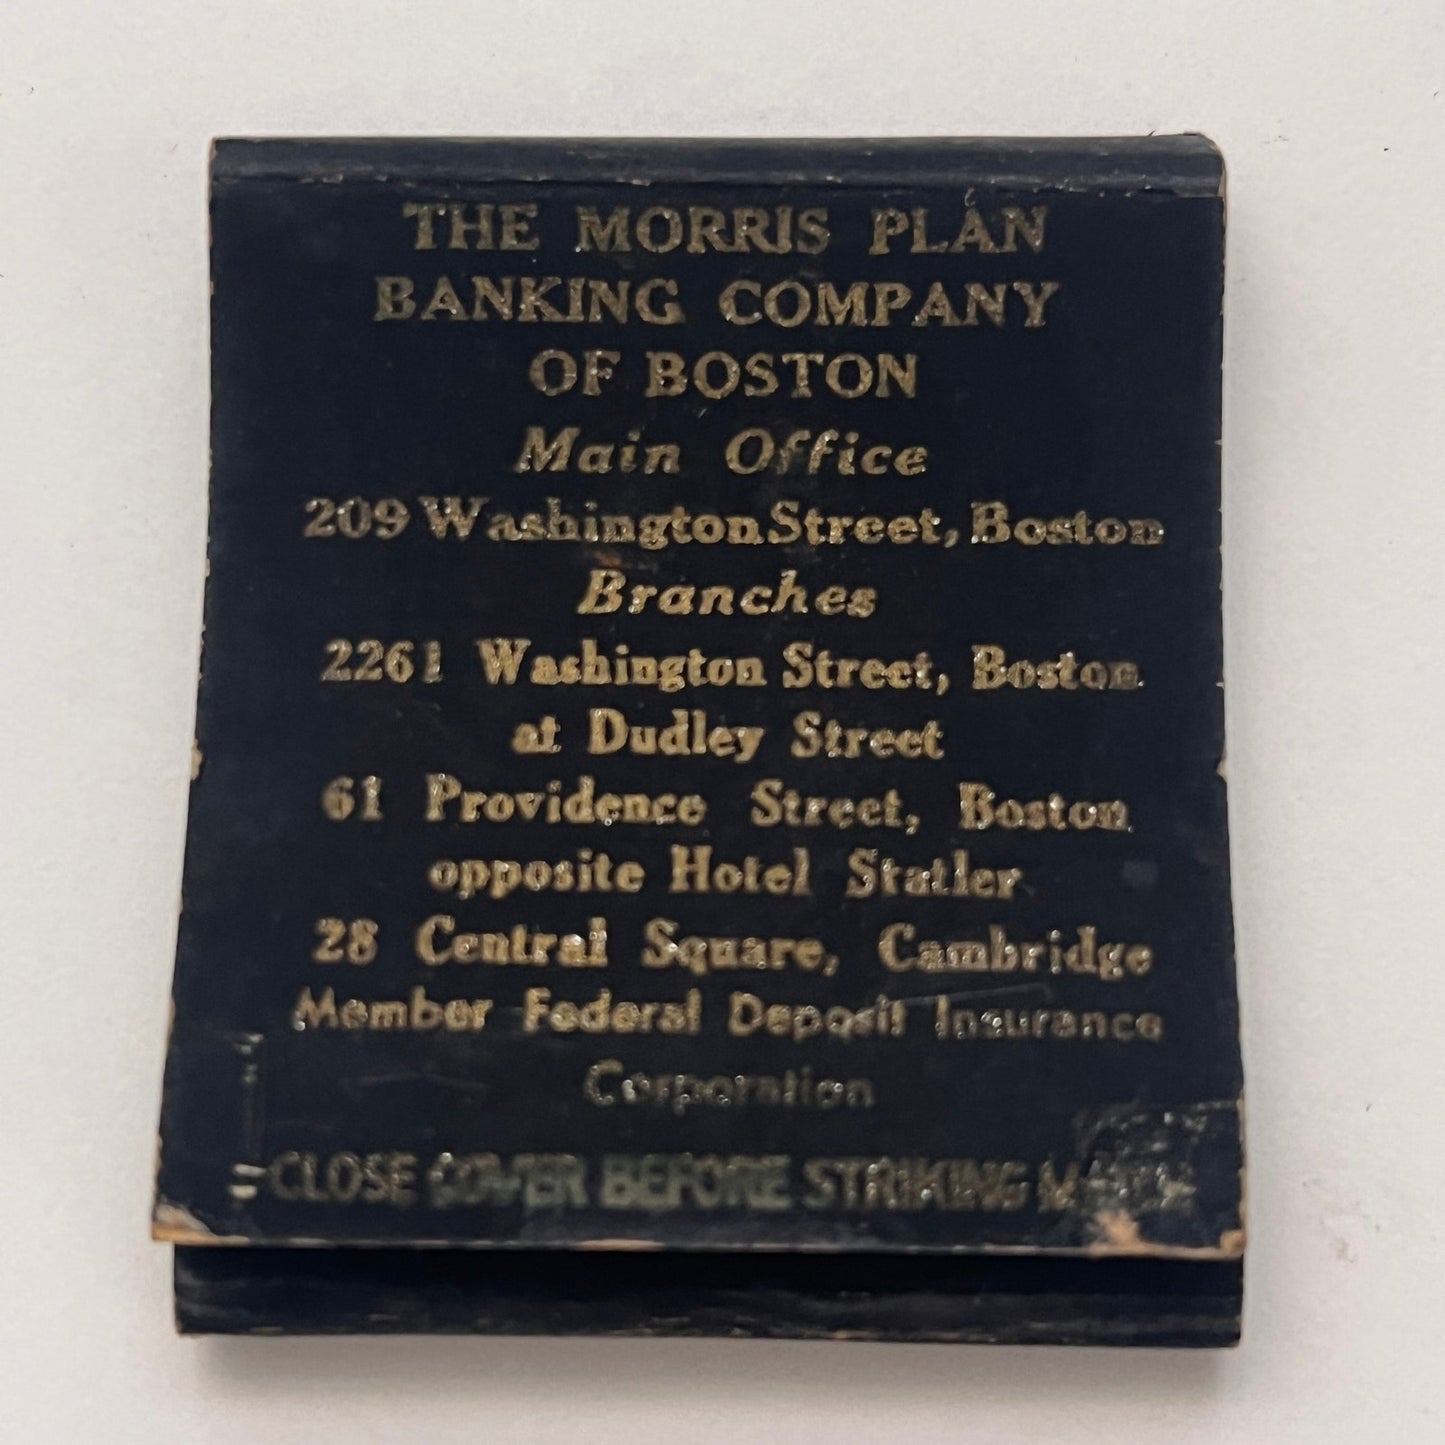 THE MORRIS PLAN
BANKING COMPANY
OF BOSTON
Main Office
209 Washington Street, Boston
Branches
2261 Washington Street, Boston
at Dudley Street
61 Providence Street, Boston
opposite Hotel Statler
28 Central Square, Cambridge
Member Federal Deposit Insurance
Corporation
CLOSE COVER BEFORE STRIKING MATCH